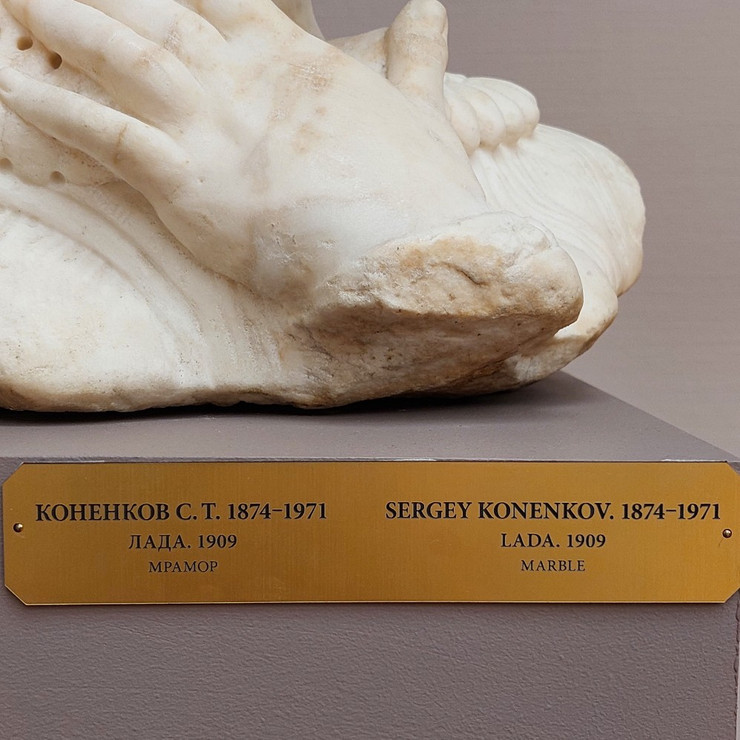 КОНЕНКОВ С. Т. 1874–1971
ЛАДА. 1909
МРАМОР
SERGEY KONENKOV. 1874–1971
LADA. 1909
MARBLE